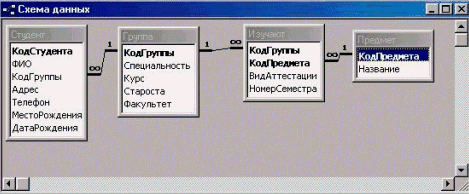 Схема данных
Студент
КодСтудента
ФИО
КодГруппы
Адрес
Телефон
МестоРождения
ДатаРождения
∞
1
Группа
КодГруппы
Специальность
Курс
Староста
Факультет
1
∞
Изучают
КодГруппы
КодПредмета
ВидАттестации
НомерСеместра
∞
1
Предмет
КодПредмета
Название